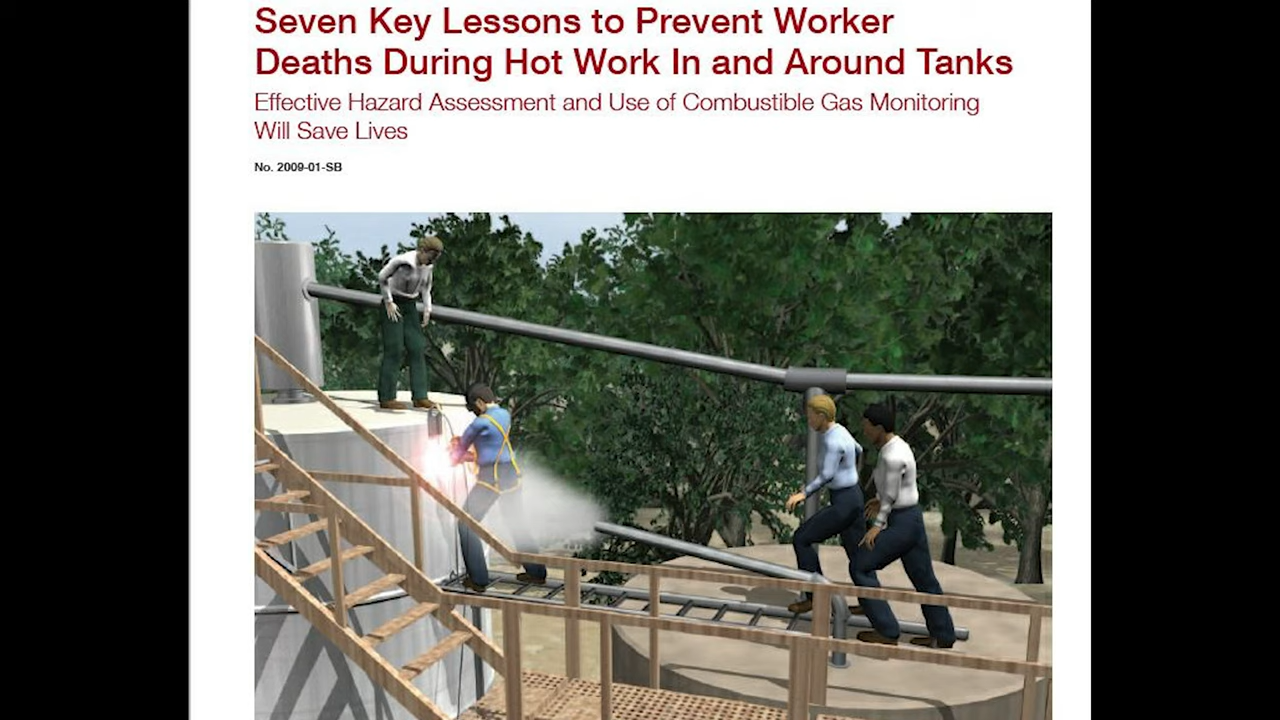 Seven Key Lessons to Prevent Worker
Deaths During Hot Work In and Around Tanks
Effective Hazard Assessment and Use of Combustible Gas Monitoring
Will Save Lives
No. 2009-01-SB